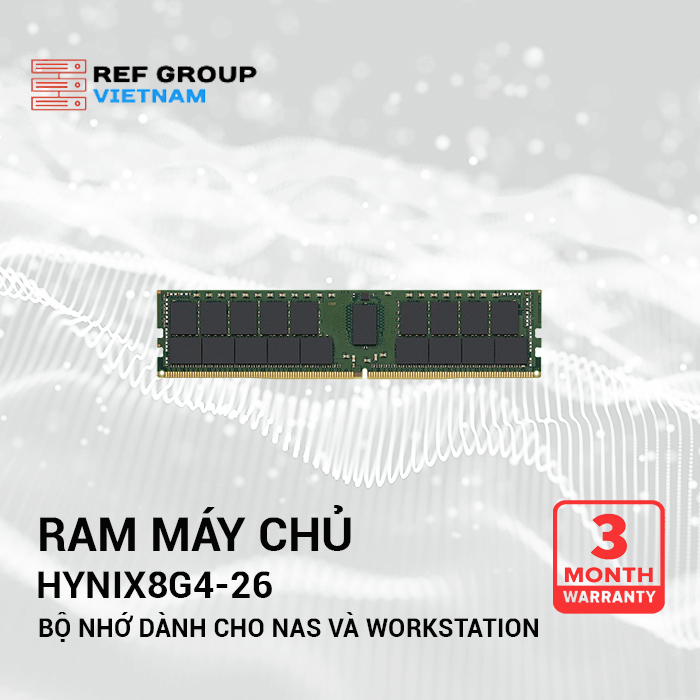 REF GROUP
VIETNAM
RAM MÁY CHỦ
HYNIX8G4-26
BỘ NHỚ DÀNH CHO NAS VÀ WORKSTATION
3
MONTH
WARRANTY